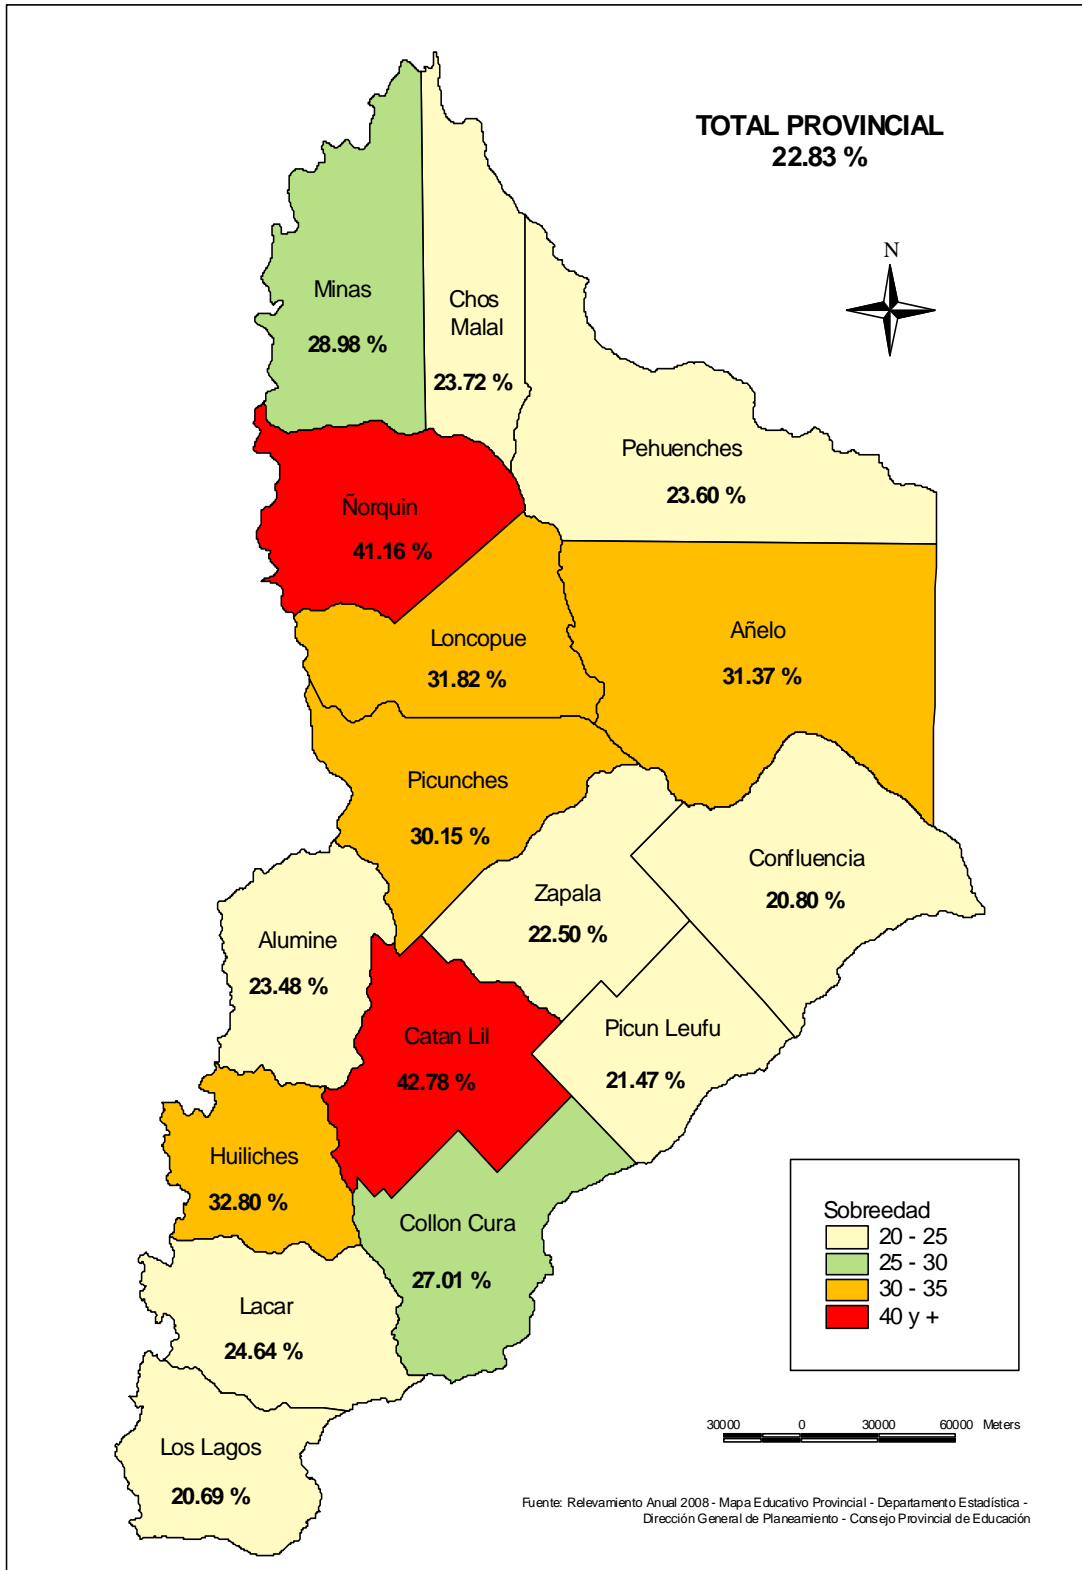 TOTAL PROVINCIAL
22.83 %
N
Minas
28.98 %
Chos
Malal
23.72 %
Pehuenches
23.60 %
Ñorquin
41.16 %
Loncopue
31.82 %
Añelo
31.37 %
Picunches
30.15 %
Confluencia
20.80 %
Zapala
22.50 %
Alumine
23.48 %
Catan Lil
42.78 %
Picun Leufu
21.47 %
Huiliches
32.80 %
Collon Cura
27.01 %
Lacar
24.64 %
Los Lagos
20.69 %
Sobreedad
20 - 25
25 - 30
30 - 35
40 y +
30000 0 30000 60000 Meters
Fuente: Relevamiento Anual 2008 - Mapa Educativo Provincial - Departamento Estadística -
Dirección General de Planeamiento - Consejo Provincial de Educación